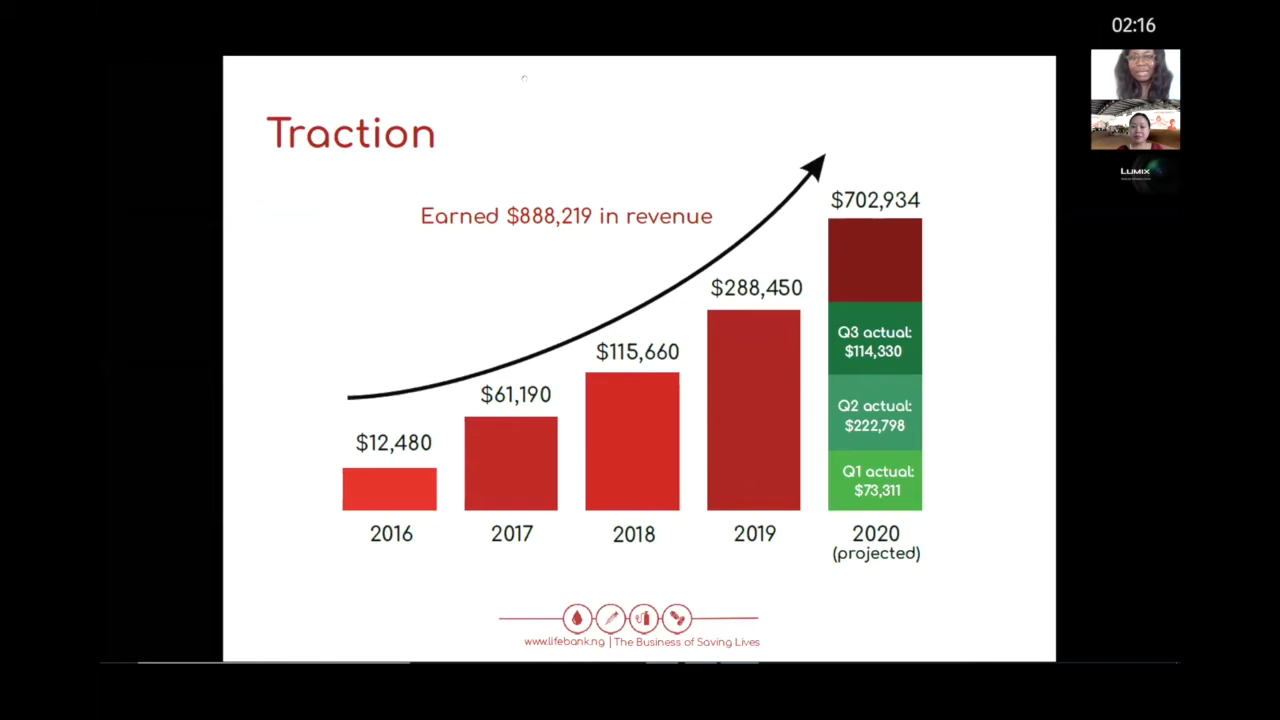 02:16
Traction
Earned $888,219 in revenue
$702,934
$288,450
$115,660
$61,190
$12,480
Q3 actual:
$114,330
Q2 actual:
$222,798
Q1 actual:
$73,311
2016
2017
2018
2019
2020
(projected)
www.lifebank.ng | The Business of Saving Lives
LUMIX